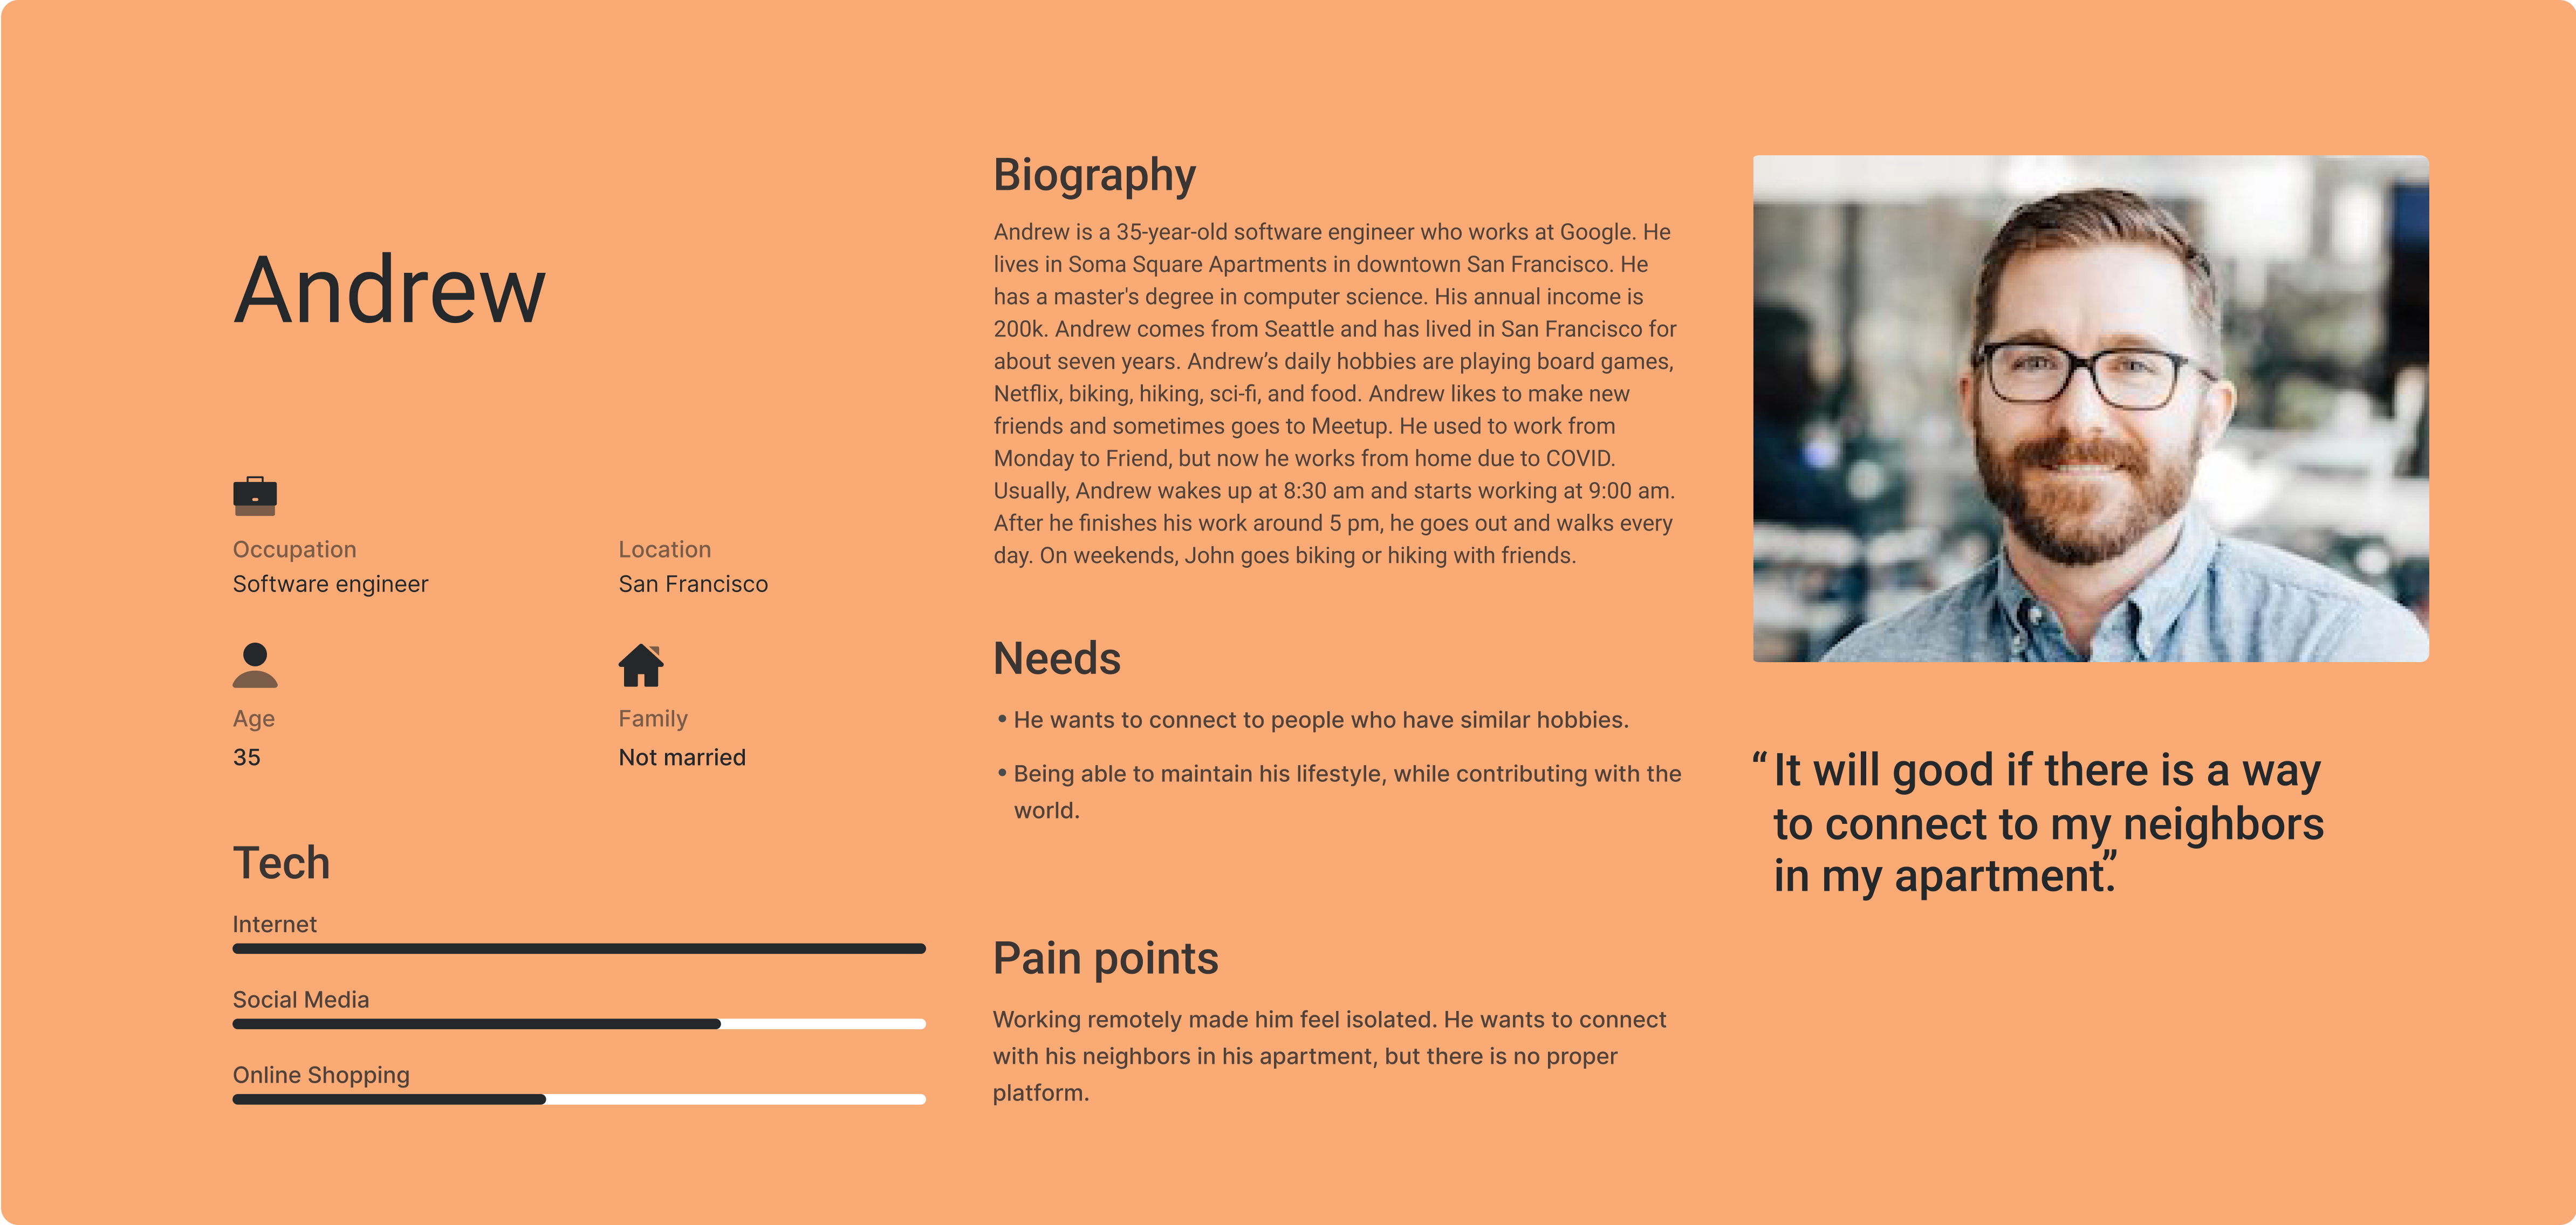 Andrew
Occupation
Software engineer
Location
San Francisco
Age
35
Family
Not married
Tech
Internet
Social Media
Online Shopping
Biography
Andrew is a 35-year-old software engineer who works at Google. He
lives in Soma Square Apartments in downtown San Francisco. He
has a master's degree in computer science. His annual income is
200k. Andrew comes from Seattle and has lived in San Francisco for
about seven years. Andrew’s daily hobbies are playing board games,
Netflix, biking, hiking, sci-fi, and food. Andrew likes to make new
friends and sometimes goes to Meetup. He used to work from
Monday to Friend, but now he works from home due to COVID.
Usually, Andrew wakes up at 8:30 am and starts working at 9:00 am.
After he finishes his work around 5 pm, he goes out and walks every
day. On weekends, John goes biking or hiking with friends.
Needs
• He wants to connect to people who have similar hobbies.
• Being able to maintain his lifestyle, while contributing with the
world.
Pain points
Working remotely made him feel isolated. He wants to connect
with his neighbors in his apartment, but there is no proper
platform.
“It will good if there is a way
to connect to my neighbors
in my apartment.”